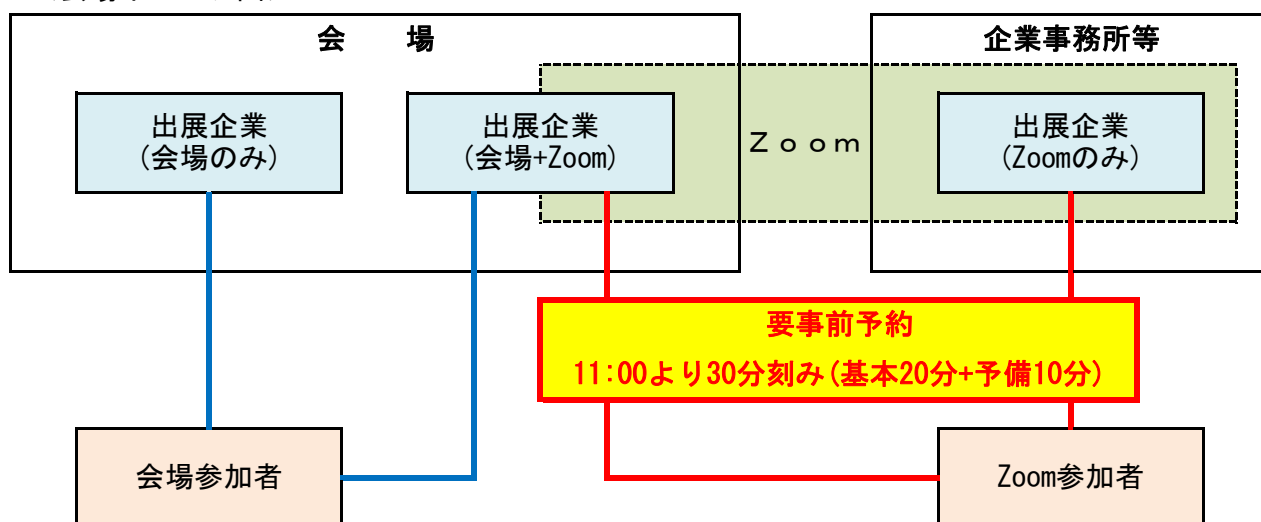 会　　場
企業事務所等
出展企業
(会場のみ)
出展企業
(会場+Zoom)
Ｚｏｏｍ
出展企業
(Zoomのみ)
要事前予約
11:00より30分刻み(基本20分+予備10分)
会場参加者
Zoom参加者